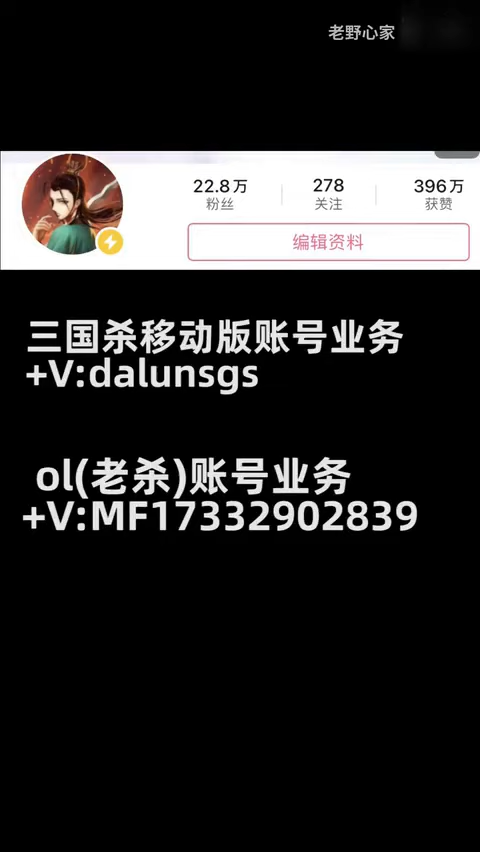 老野心家
22.8万
278
396万
粉丝
关注
获赞
编辑资料
三国杀移动版账号业务
+V:dalunsgs
ol(老杀)账号业务
+V:MF17332902839